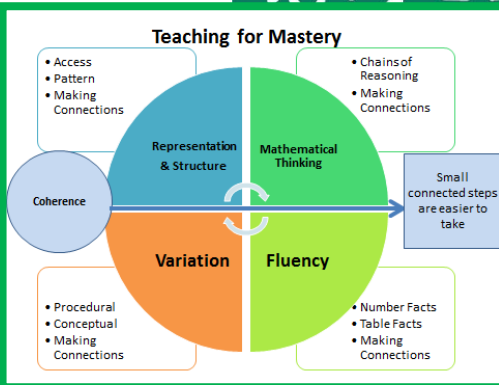 Teaching for Mastery
• Access
• Pattern
• Making
Connections
• Chains of
Reasoning
• Making
Connections
Representation
& Structure
Mathematical
Thinking
Coherence
Small
connected steps
are easier to
take
Variation
Fluency
• Procedural
• Conceptual
• Making
Connections
• Number Facts
• Table Facts
• Making
Connections